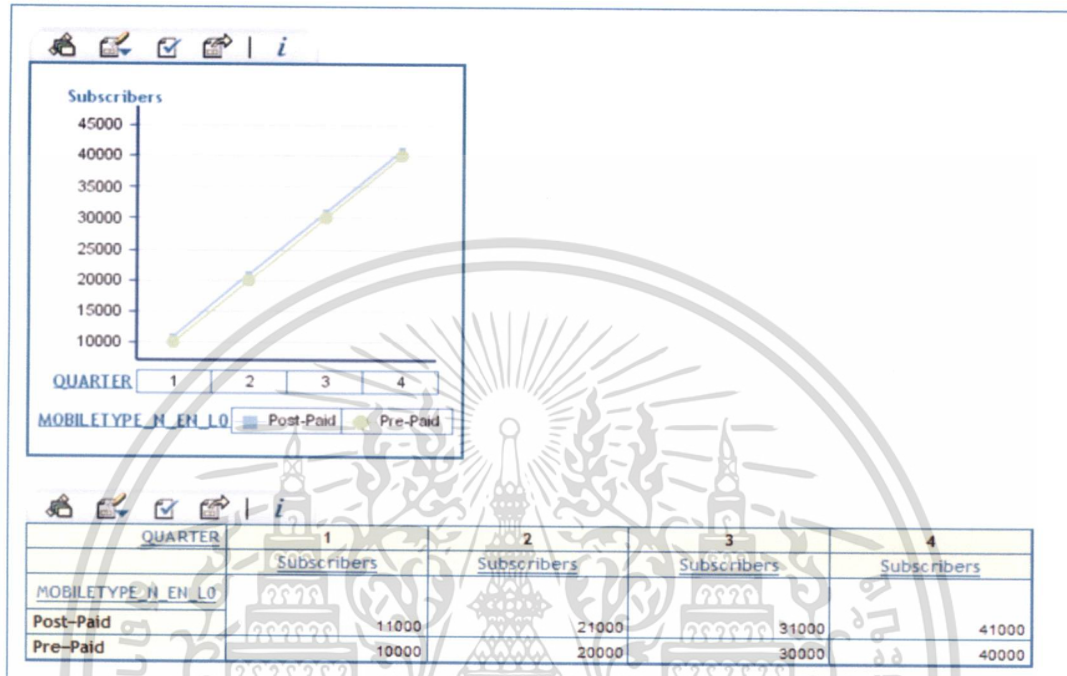 i
Subscribers
45000
40000
35000
30000
25000
20000
15000
10000
QUARTER 1 2 3 4
MOBILETYPE_N_EN_L0 Post-Paid Pre-Paid
i
QUARTER 1 2 3 4
Subscribers Subscribers Subscribers Subscribers
MOBILETYPE_N_EN_L0
Post-Paid 11000 21000 31000 41000
Pre-Paid 10000 20000 30000 40000